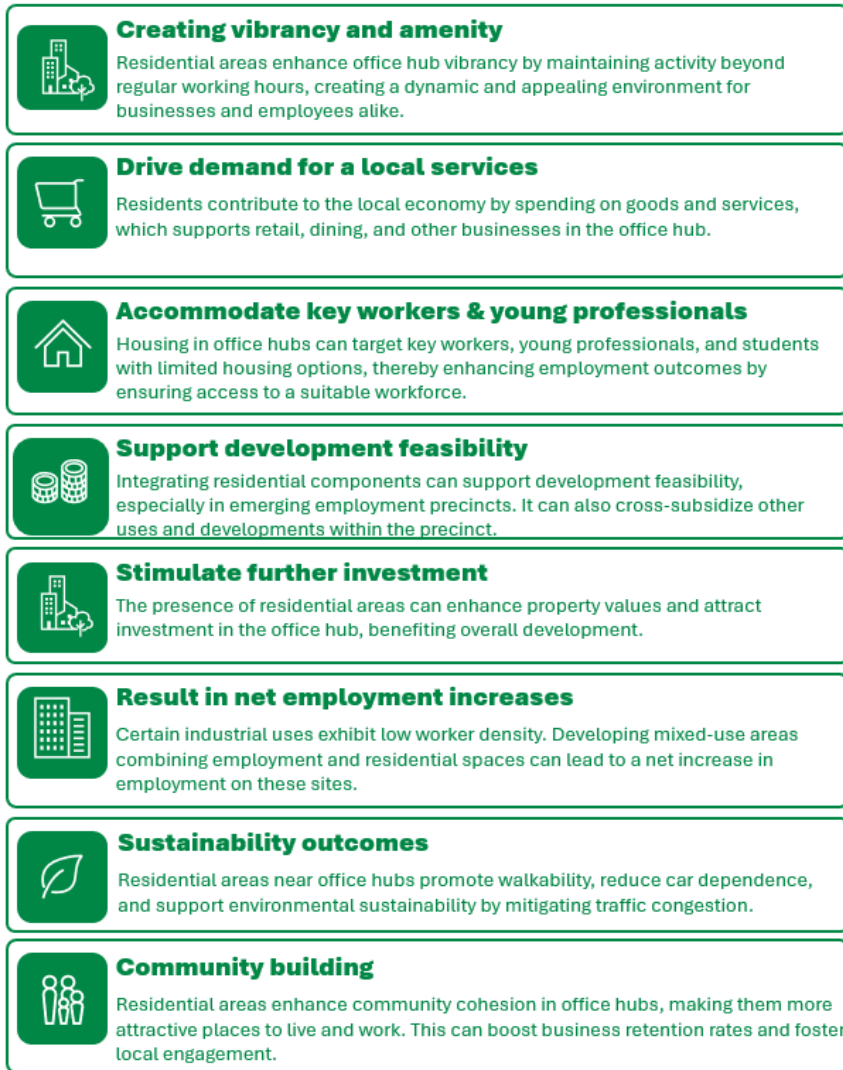 Creating vibrancy and amenity
Residential areas enhance office hub vibrancy by maintaining activity beyond
regular working hours, creating a dynamic and appealing environment for
businesses and employees alike.
Drive demand for a local services
Residents contribute to the local economy by spending on goods and services,
which supports retail, dining, and other businesses in the office hub.
Accommodate key workers & young professionals
Housing in office hubs can target key workers, young professionals, and students
with limited housing options, thereby enhancing employment outcomes by
ensuring access to a suitable workforce.
Support development feasibility
Integrating residential components can support development feasibility,
especially in emerging employment precincts. It can also cross-subsidize other
uses and developments within the precinct.
Stimulate further investment
The presence of residential areas can enhance property values and attract
investment in the office hub, benefiting overall development.
Result in net employment increases
Certain industrial uses exhibit low worker density. Developing mixed-use areas
combining employment and residential spaces can lead to a net increase in
employment on these sites.
Sustainability outcomes
Residential areas near office hubs promote walkability, reduce car dependence,
and support environmental sustainability by mitigating traffic congestion.
Community building
Residential areas enhance community cohesion in office hubs, making them more
attractive places to live and work. This can boost business retention rates and foster
local engagement.